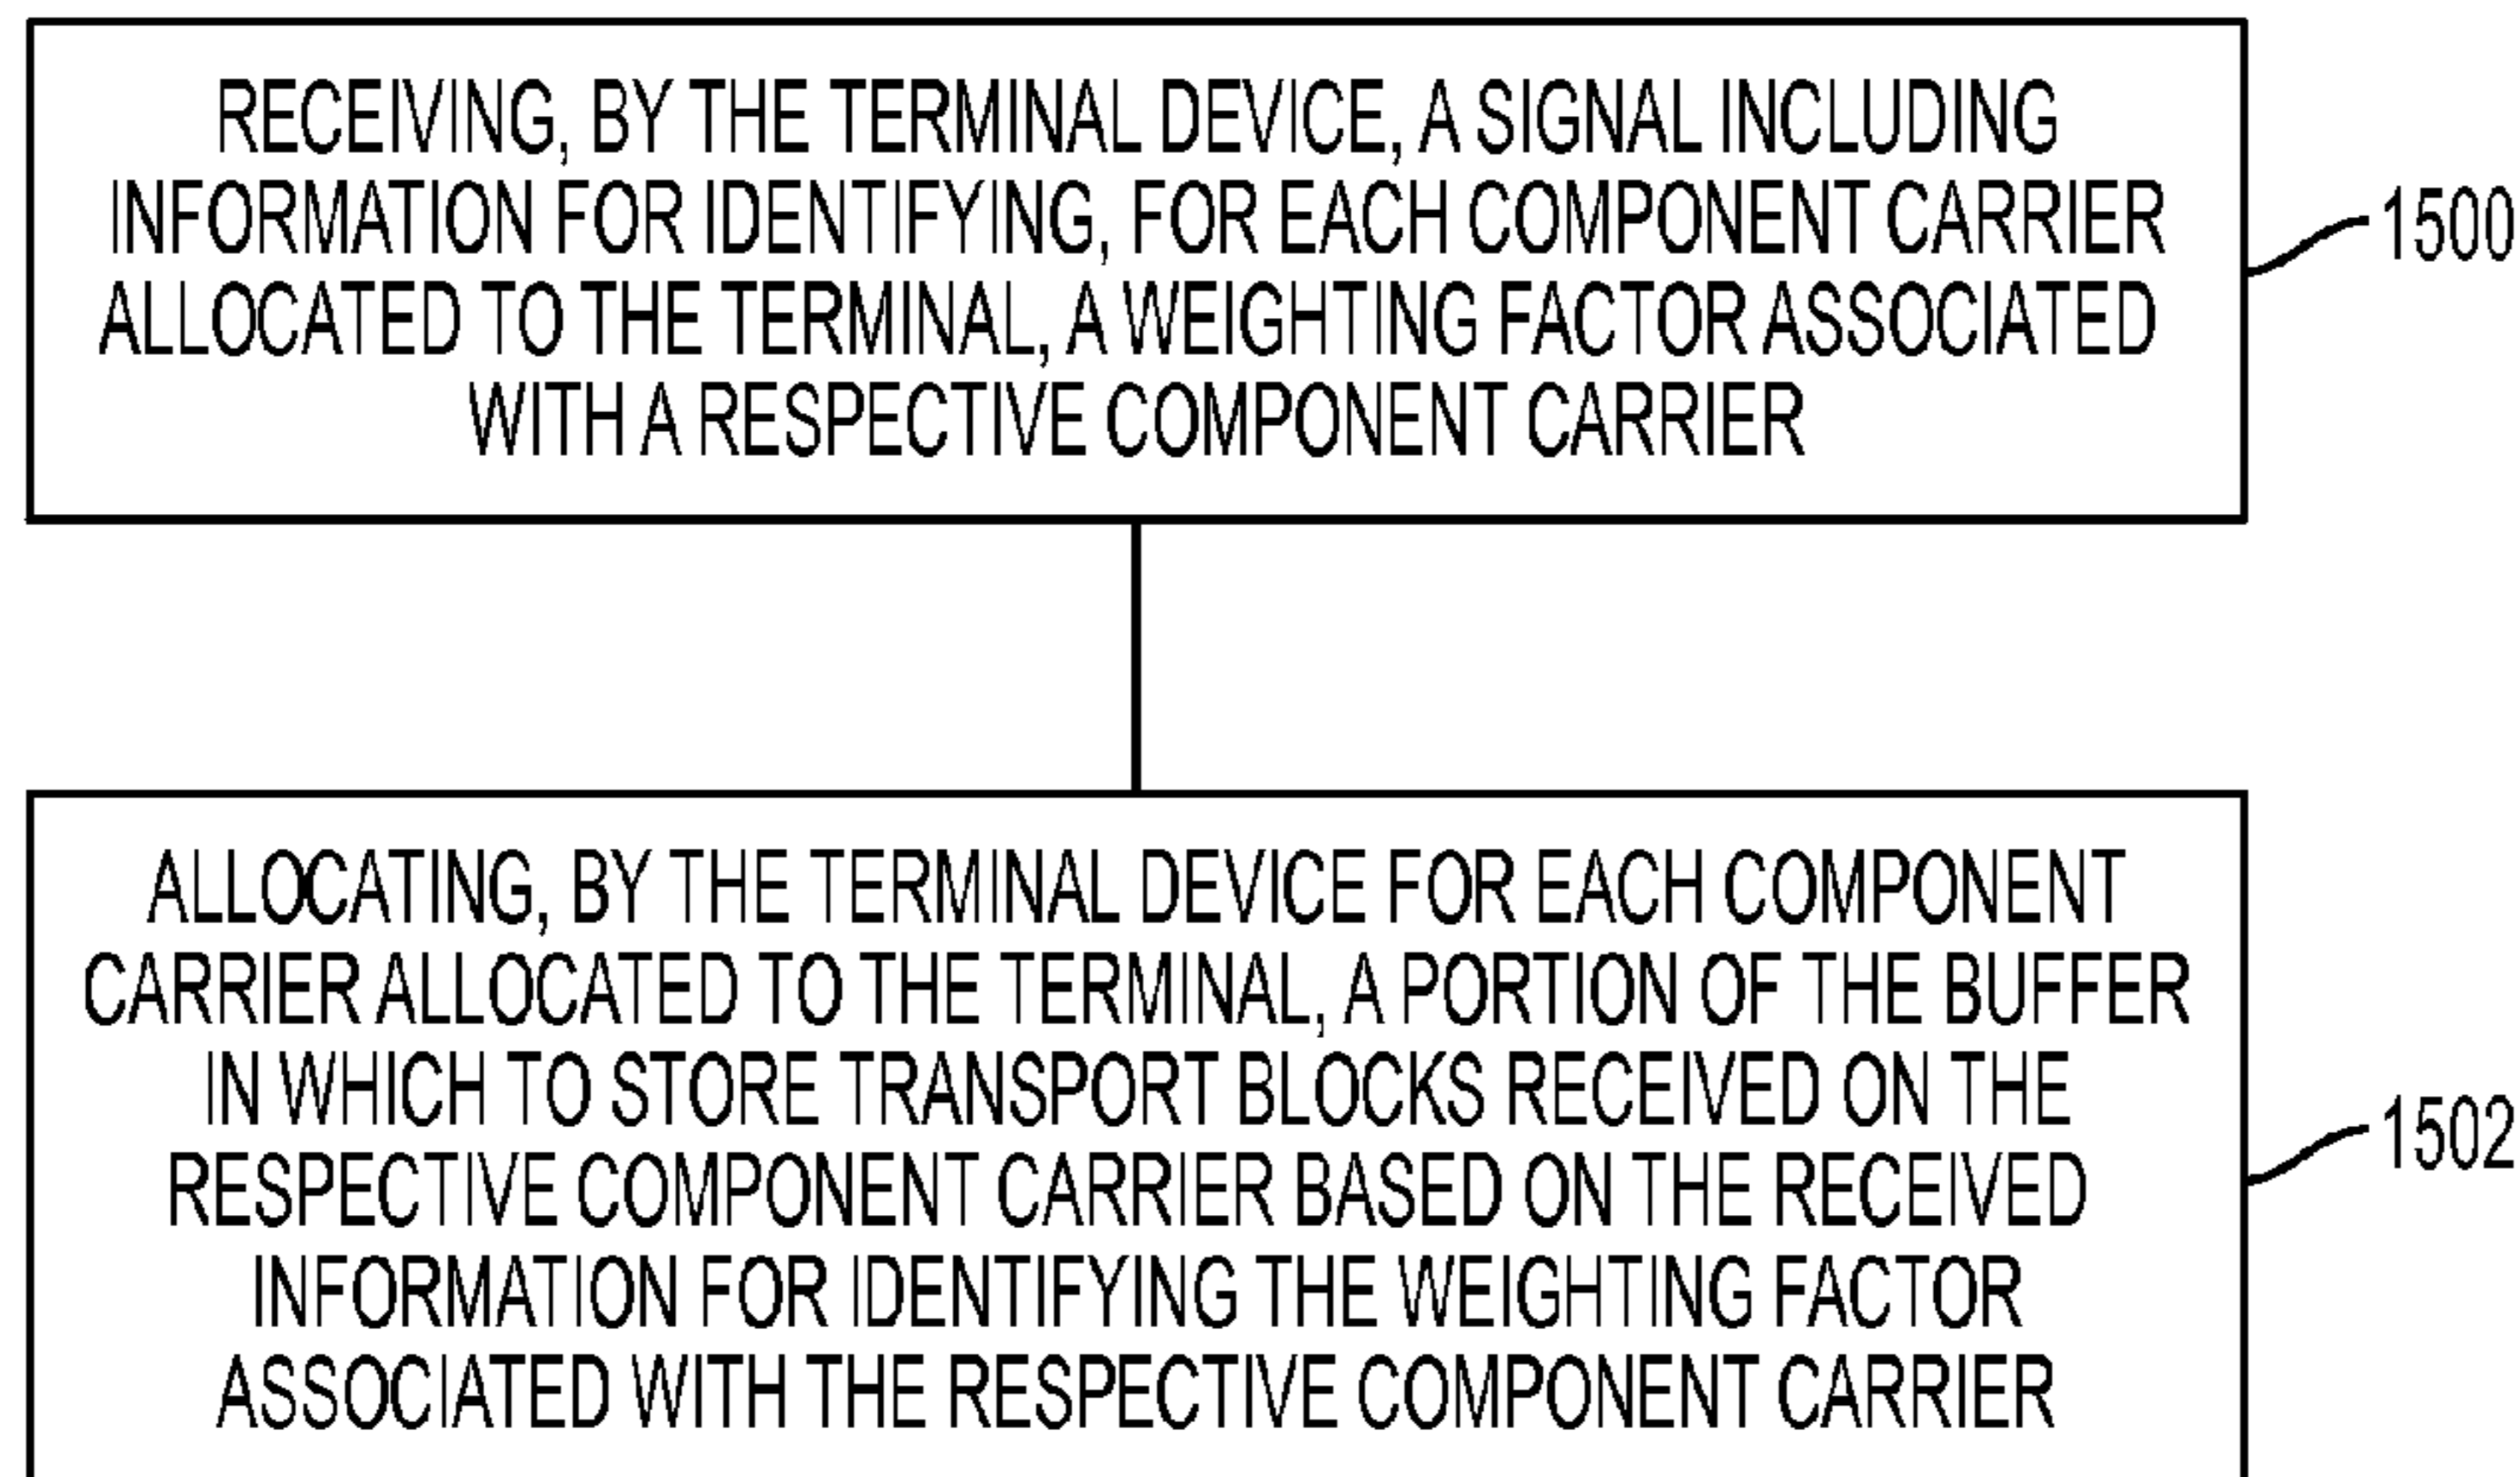 RECEIVING, BY THE TERMINAL DEVICE, A SIGNAL INCLUDING
INFORMATION FOR IDENTIFYING, FOR EACH COMPONENT CARRIER
ALLOCATED TO THE TERMINAL, A WEIGHTING FACTOR ASSOCIATED
WITH A RESPECTIVE COMPONENT CARRIER
1500
ALLOCATING, BY THE TERMINAL DEVICE FOR EACH COMPONENT
CARRIER ALLOCATED TO THE TERMINAL, A PORTION OF THE BUFFER
IN WHICH TO STORE TRANSPORT BLOCKS RECEIVED ON THE
RESPECTIVE COMPONENT CARRIER BASED ON THE RECEIVED
INFORMATION FOR IDENTIFYING THE WEIGHTING FACTOR
ASSOCIATED WITH THE RESPECTIVE COMPONENT CARRIER
1502